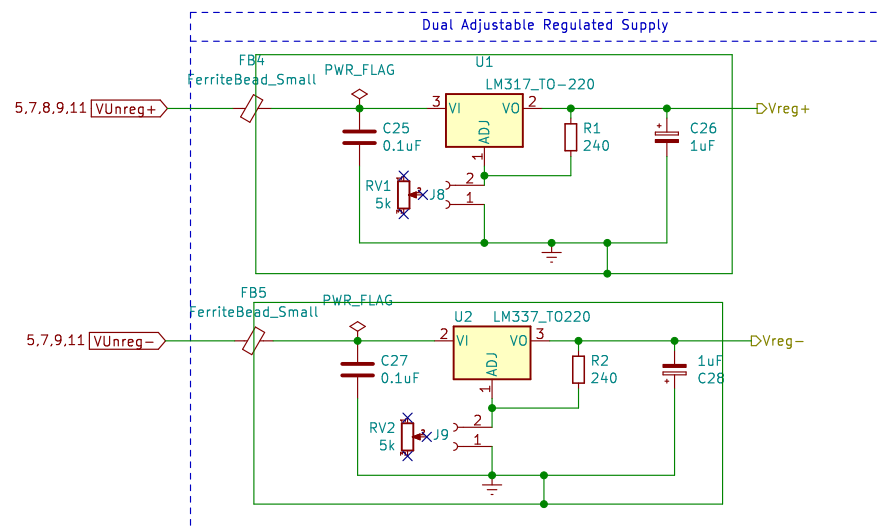 Dual Adjustable Regulated Supply
FB4
FerriteBead_Small
PWR_FLAG
U1
LM317_TO-220
5,7,8,9,11 VUnreg+
3 VI VO 2
ADJ
1
C25
0.1uF
R1
240
C26
1uF
Vreg+
RV1
5k
3
J8
2
1
FB5
FerriteBead_Small
PWR_FLAG
U2
LM337_TO220
5,7,9,11 VUnreg-
2 VI VO 3
ADJ
1
C27
0.1uF
R2
240
1uF
C28
Vreg-
RV2
5k
J9
2
1